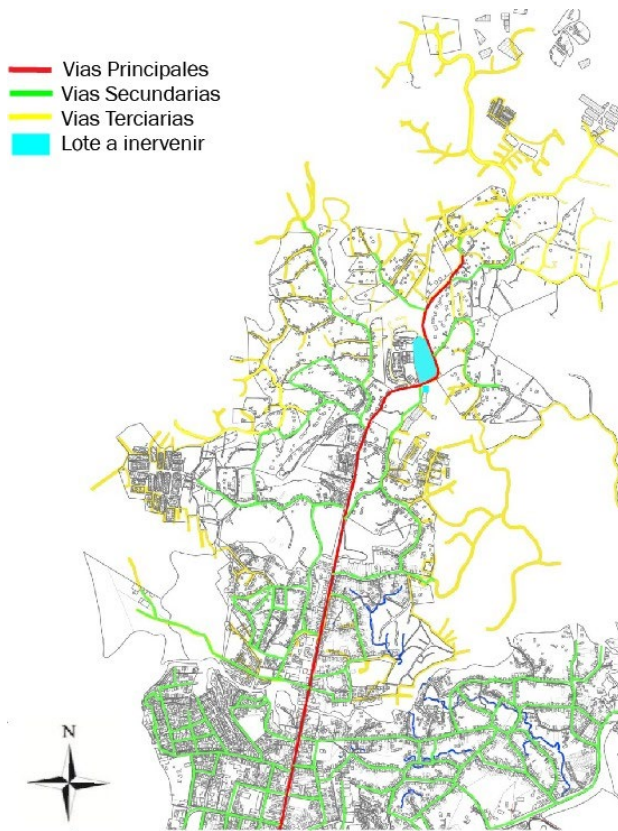 Vias Principales
Vias Secundarias
Vias Terciarias
Lote a inervenir
N